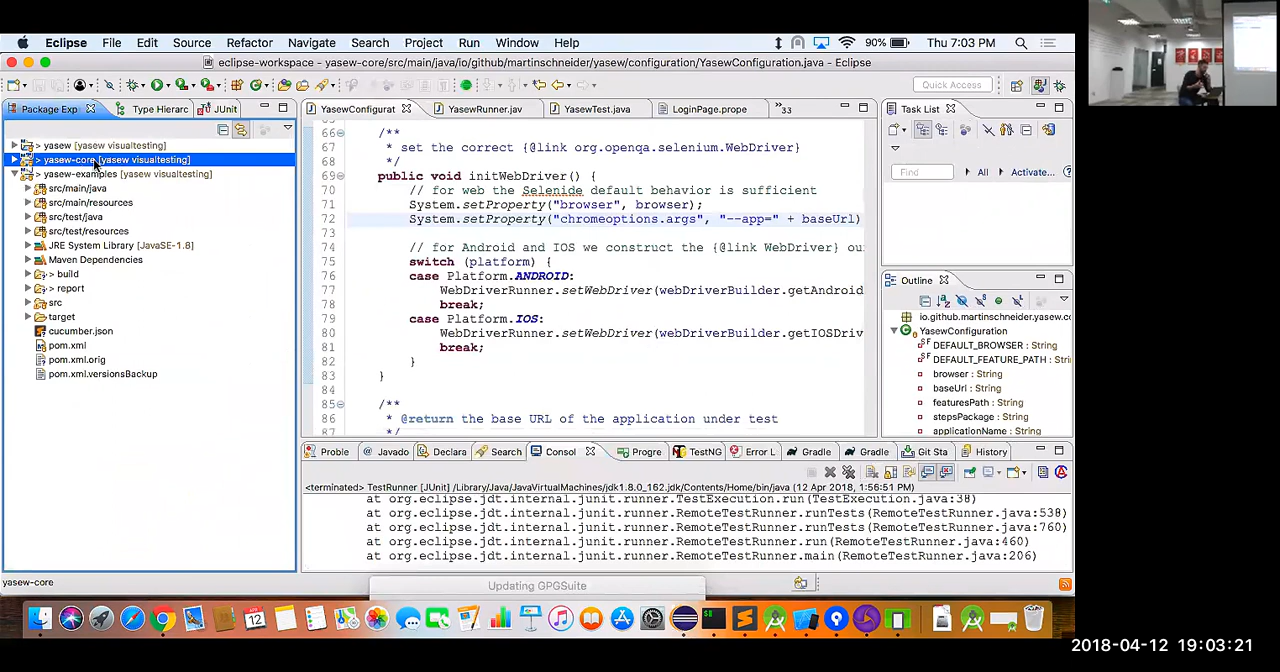 Eclipse File Edit Source Refactor Navigate Search Project Run Window Help 90% Thu 7:03 PM
eclipse-workspace - yasew-core/src/main/java/io/github/martinschneider/yasew/configuration/YasewConfiguration.java - Eclipse
Quick Access
Package Exp Type Hierarc JUnit
> yasew [yasew visualtesting]
> yasew-core [yasew visualtesting]
> yasew-examples [yasew visualtesting]
src/main/java
src/main/resources
src/test/java
src/test/resources
JRE System Library [JavaSE-1.8]
Maven Dependencies
> build
> report
src
target
cucumber.json
pom.xml
pom.xml.orig
pom.xml.versionsBackup
YasewConfigurat YasewRunner.jav YasewTest.java LoginPage.prope »33
66 /**
67 * set the correct {@link org.openqa.selenium.WebDriver}
68 */
69 public void initWebDriver() {
70 // for web the Selenide default behavior is sufficient
71 System.setProperty("browser", browser);
72 System.setProperty("chromeoptions.args", "--app=" + baseUrl)
73
74 // for Android and IOS we construct the {@link WebDriver} ou
75 switch (platform) {
76 case Platform.ANDROID:
77 WebDriverRunner.setWebDriver(webDriverBuilder.getAndroid
78 break;
79 case Platform.IOS:
80 WebDriverRunner.setWebDriver(webDriverBuilder.getIOSDriv
81 break;
82 }
83 }
84
85 /**
86 * @return the base URL of the application under test
87 */
Task List
Find All Activate...
Outline
io.github.martinschneider.yasew.co
YasewConfiguration
DEFAULT_BROWSER : String
DEFAULT_FEATURE_PATH : String
browser : String
baseUrl : String
featuresPath : String
stepsPackage : String
applicationName : String
Proble Javadoc Declara Search Consol Progre TestNG Error L Gradle Gradle Git Sta History
<terminated> TestRunner [JUnit] /Library/Java/JavaVirtualMachines/jdk1.8.0_162.jdk/Contents/Home/bin/java (12 Apr 2018, 1:56:51 PM)
at org.eclipse.jdt.internal.junit.runner.TestExecution.run(TestExecution.java:38)
at org.eclipse.jdt.internal.junit.runner.RemoteTestRunner.runTests(RemoteTestRunner.java:538)
at org.eclipse.jdt.internal.junit.runner.RemoteTestRunner.runTests(RemoteTestRunner.java:760)
at org.eclipse.jdt.internal.junit.runner.RemoteTestRunner.run(RemoteTestRunner.java:460)
at org.eclipse.jdt.internal.junit.runner.RemoteTestRunner.main(RemoteTestRunner.java:206)
yasew-core
Updating GPGSuite
12
2018-04-12 19:03:21